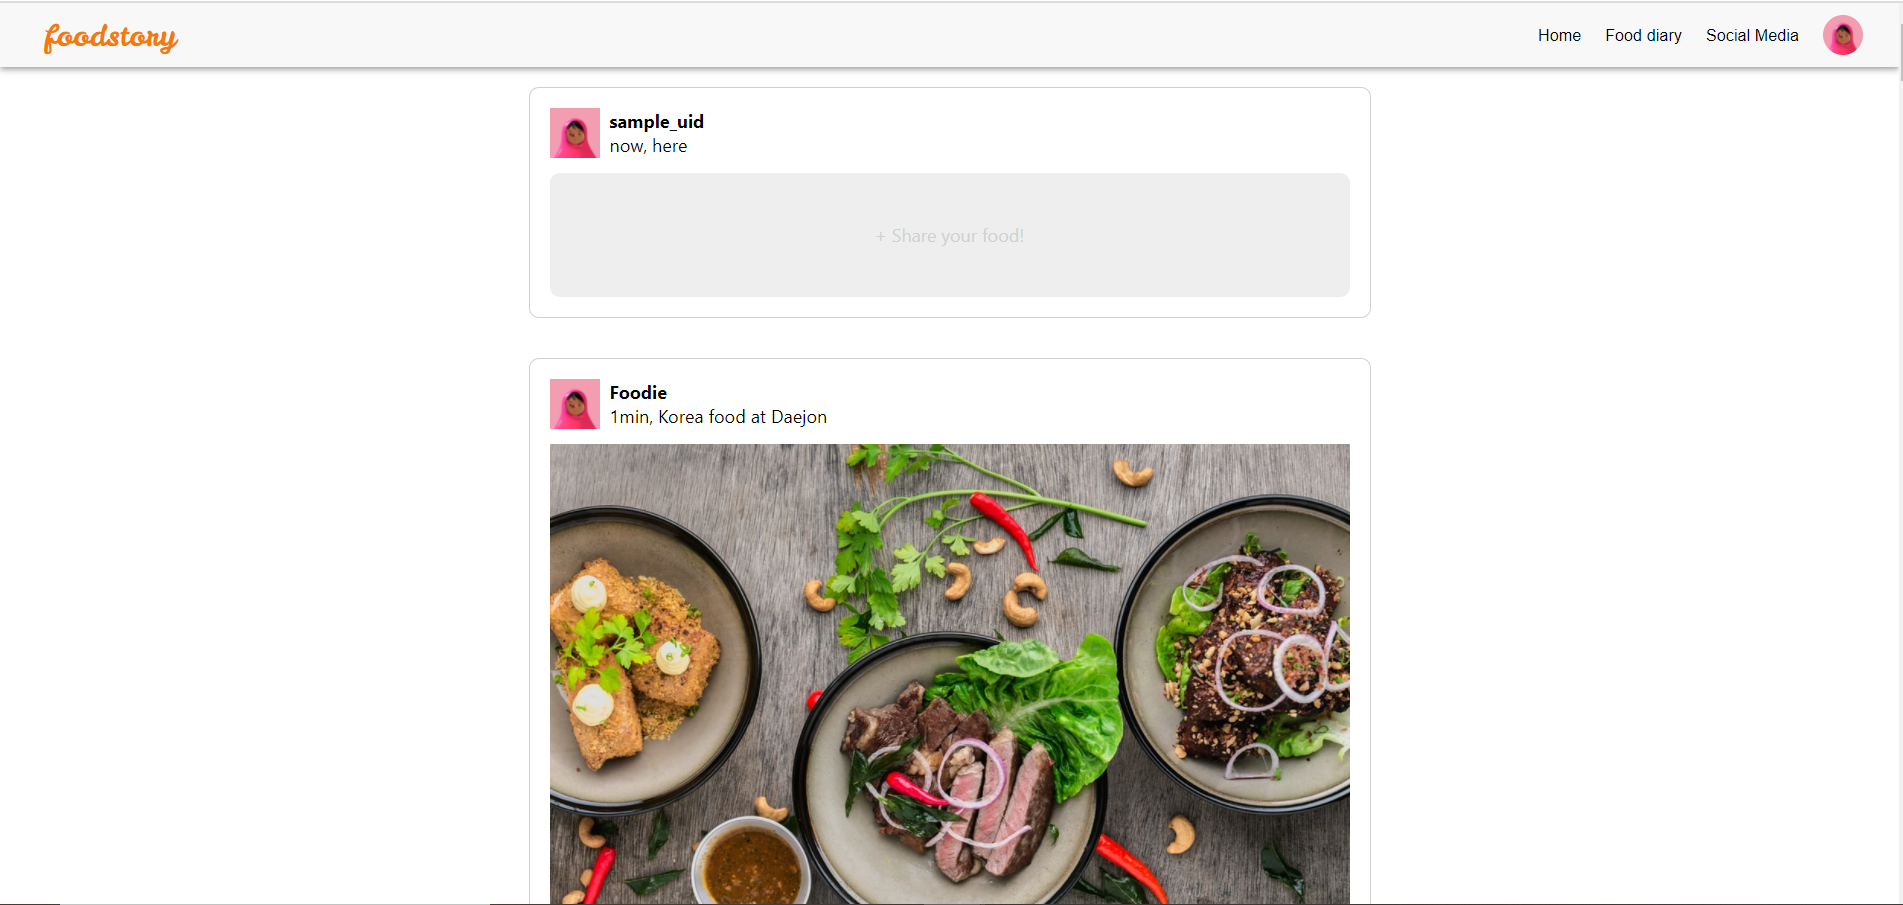 foodstory
Home Food diary Social Media
sample_uid
now, here
+ Share your food!
Foodie
1min, Korea food at Daejon